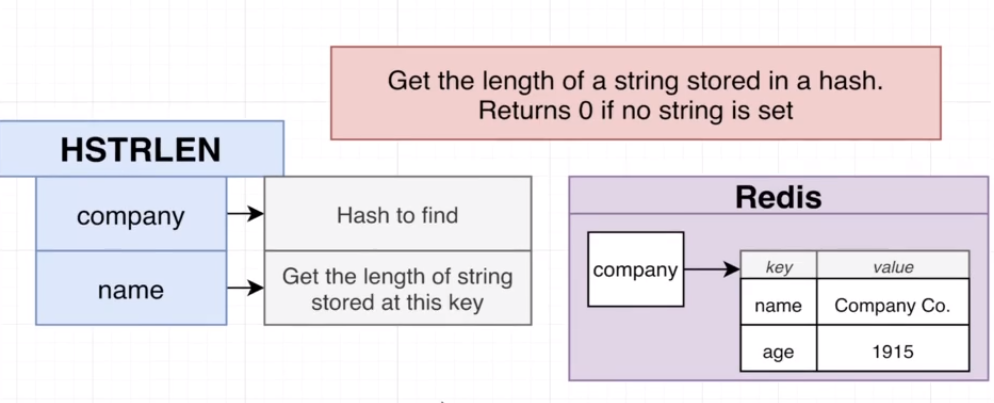 Get the length of a string stored in a hash.
Returns 0 if no string is set
HSTRLEN
company
Hash to find
name
Get the length of string
stored at this key
Redis
company
key value
name Company Co.
age 1915